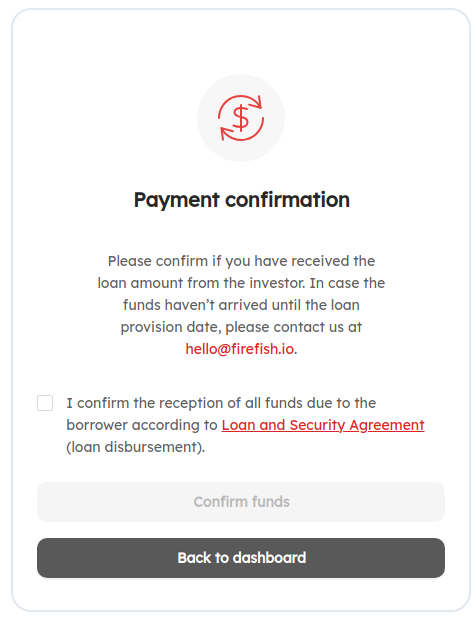 Payment confirmation
Please confirm if you have received the
loan amount from the investor. In case the
funds haven’t arrived until the loan
provision date, please contact us at
hello@firefish.io.
I confirm the reception of all funds due to the
borrower according to Loan and Security Agreement
(loan disbursement).
Confirm funds
Back to dashboard